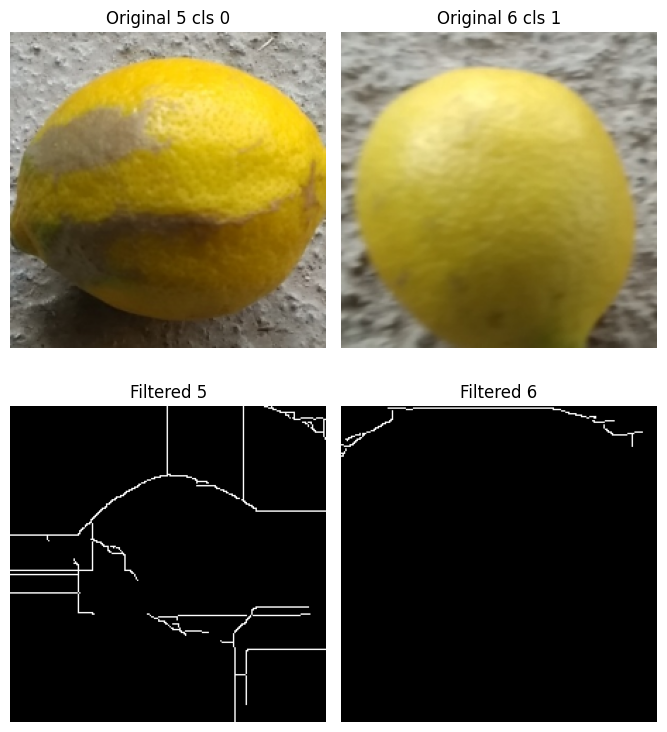 Original 5 cls 0
Original 6 cls 1
Filtered 5
Filtered 6